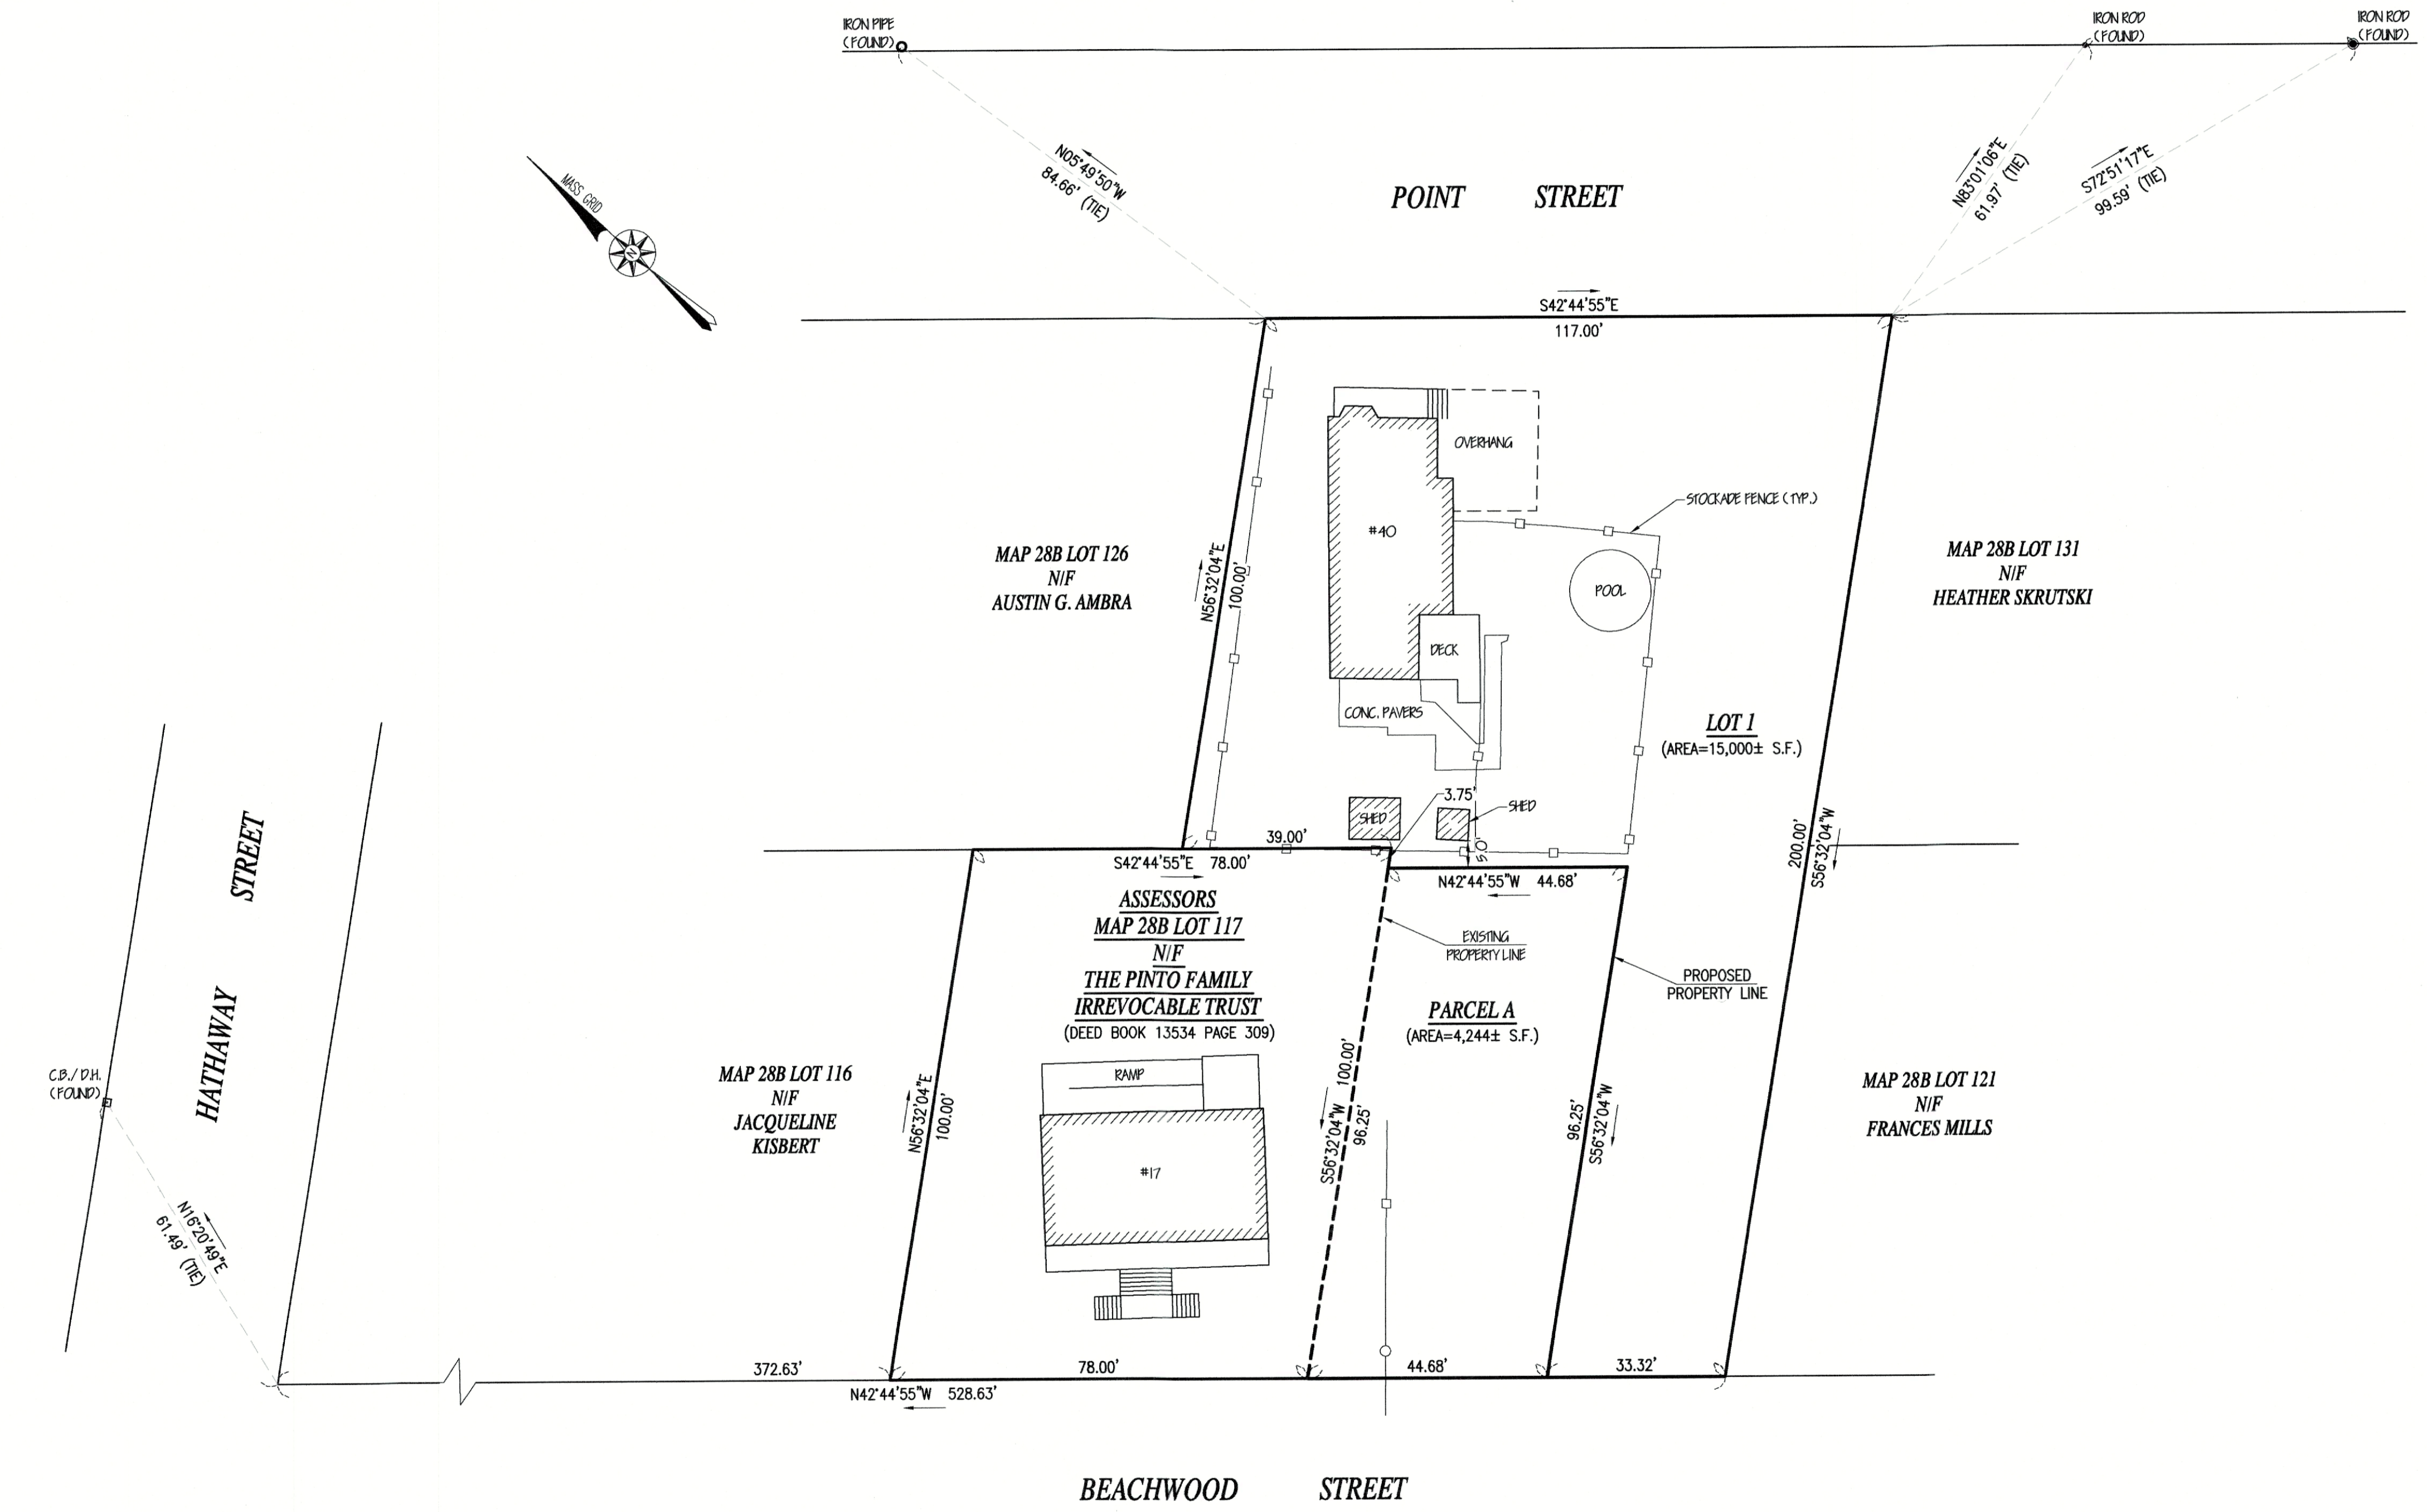 IRON PIPE
(FOUND)
IRON ROD
(FOUND)
IRON ROD
(FOUND)
MASS GRID
N
N05°49'50"W
84.66' (TIE)
POINT STREET
N83°01'06"E
61.97' (TIE)
S72°51'17"E
99.59' (TIE)
S42°44'55"E
117.00'
OVERHANG
STOCKADE FENCE (TYP.)
#40
POOL
MAP 28B LOT 126
N/F
AUSTIN G. AMBRA
N56°32'04"E
100.00'
MAP 28B LOT 131
N/F
HEATHER SKRUTSKI
DECK
CONC. PAVERS
LOT 1
(AREA=15,000± S.F.)
3.75'
SHED
SHED
5.0'
39.00'
S42°44'55"E 78.00'
N42°44'55"W 44.68'
200.00'
S56°32'04"W
HATHAWAY STREET
ASSESSORS
MAP 28B LOT 117
N/F
THE PINTO FAMILY
IRREVOCABLE TRUST
(DEED BOOK 13534 PAGE 309)
EXISTING
PROPERTY LINE
PROPOSED
PROPERTY LINE
PARCEL A
(AREA=4,244± S.F.)
C.B./D.H.
(FOUND)
MAP 28B LOT 116
N/F
JACQUELINE
KISBERT
N56°32'04"E
100.00'
RAMP
#17
S56°32'04"W 100.00'
96.25'
96.25'
S56°32'04"W
MAP 28B LOT 121
N/F
FRANCES MILLS
N16°20'49"E
61.49' (TIE)
372.63'
78.00'
44.68'
33.32'
N42°44'55"W 528.63'
BEACHWOOD STREET